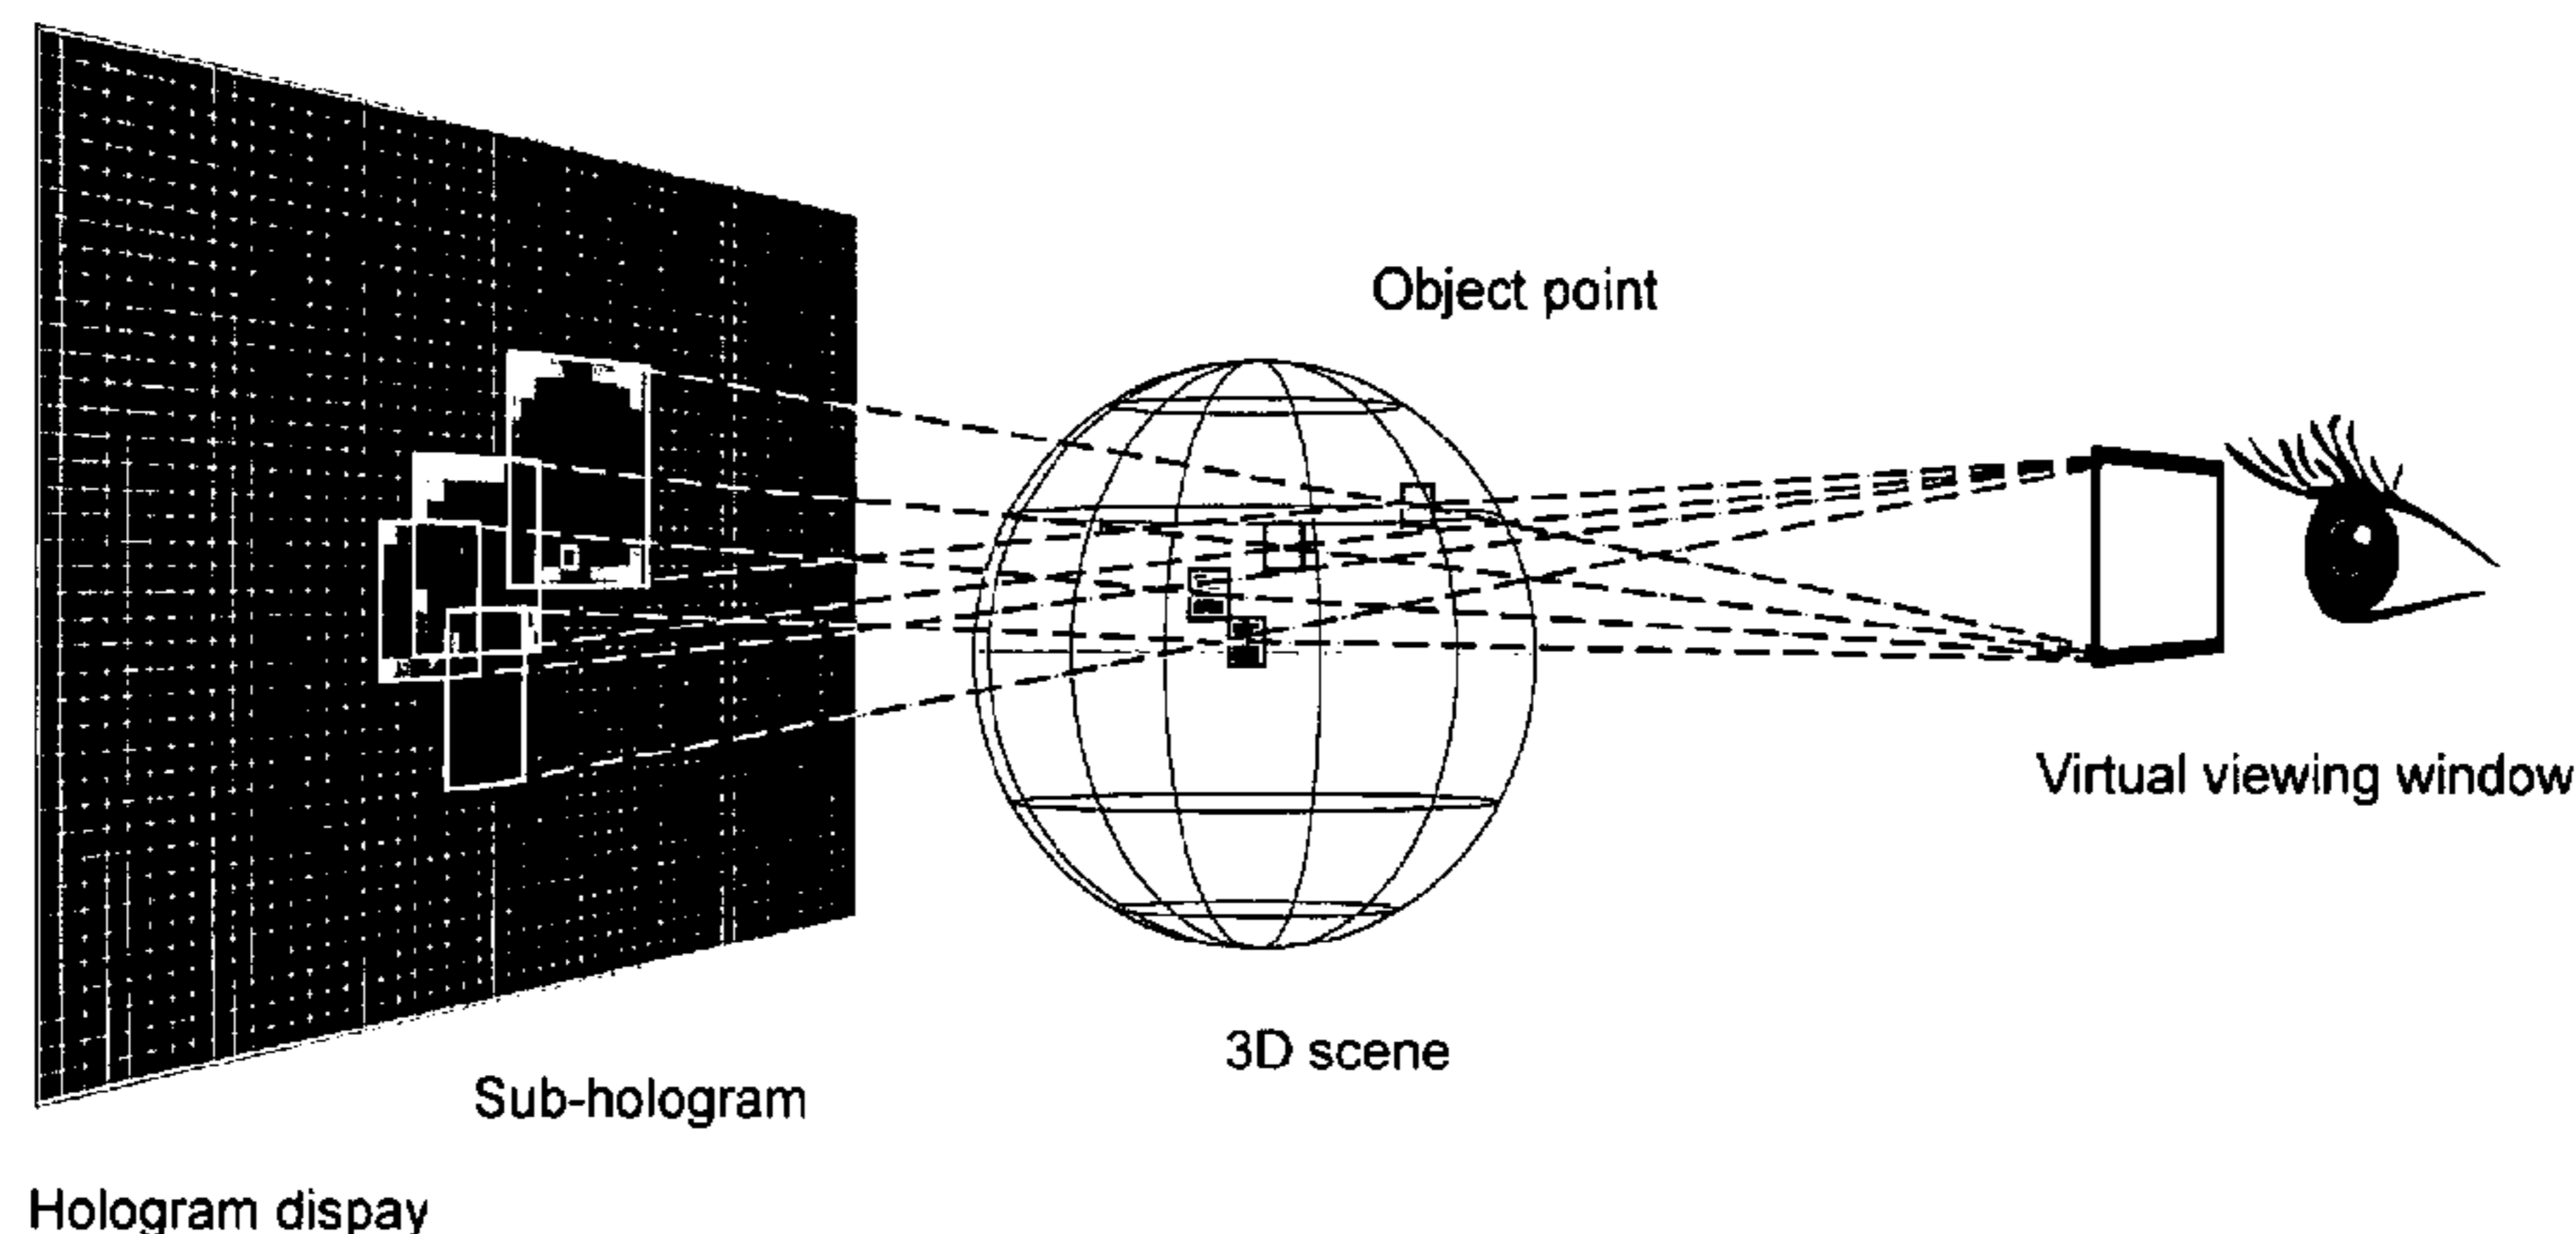 Object point
Virtual viewing window
3D scene
Sub-hologram
Hologram dispay